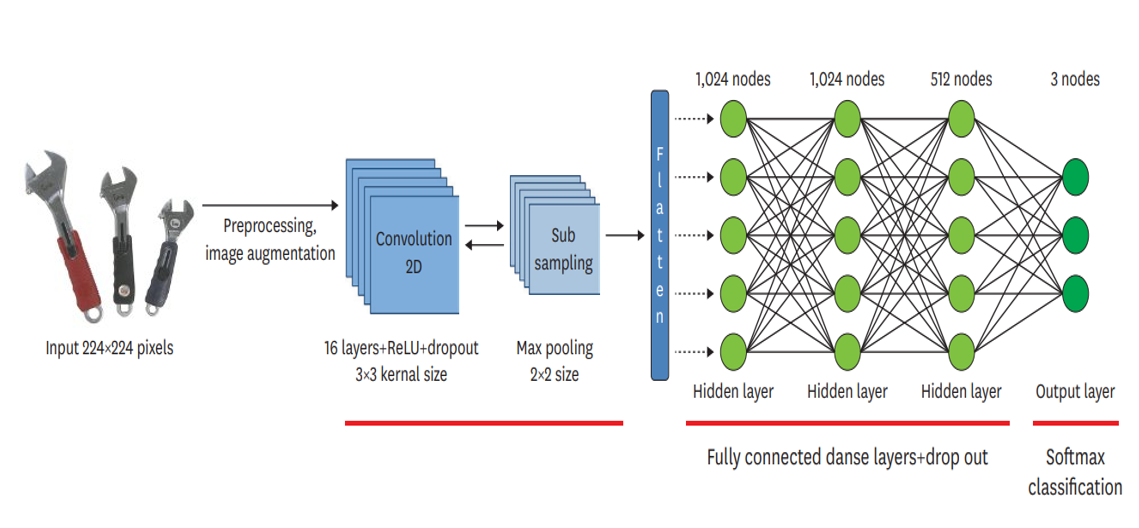 1,024 nodes
1,024 nodes
512 nodes
3 nodes
Preprocessing,
image augmentation
Convolution
2D
Sub
sampling
Flatten
Input 224×224 pixels
16 layers+ReLU+dropout
3×3 kernal size
Max pooling
2×2 size
Hidden layer
Hidden layer
Hidden layer
Output layer
Fully connected danse layers+drop out
Softmax
classification